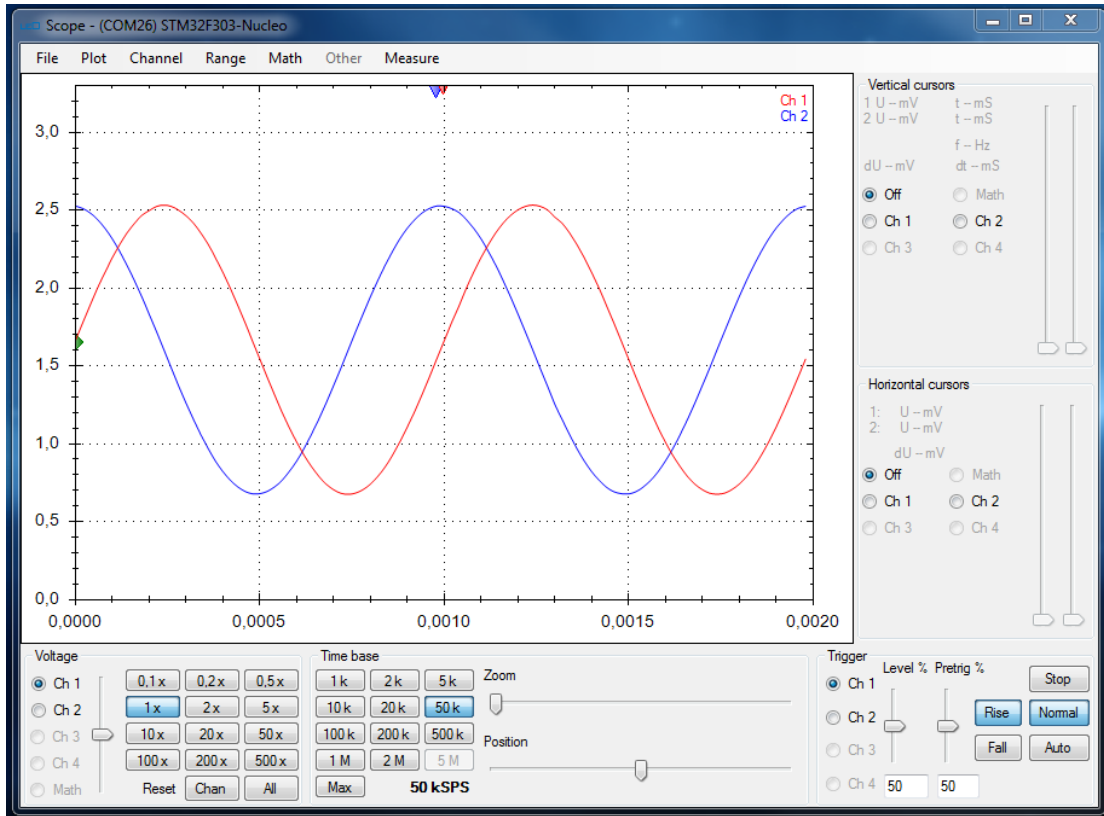 Scope - (COM26) STM32F303-Nucleo
File Plot Channel Range Math Other Measure
Ch 1
Ch 2
3,0
2,5
2,0
1,5
1,0
0,5
0,0
0,0000 0,0005 0,0010 0,0015 0,0020
Vertical cursors
1 U -- mV t -- mS
2 U -- mV t -- mS
f -- Hz
dU -- mV dt -- mS
Off Math
Ch 1 Ch 2
Ch 3 Ch 4
Horizontal cursors
1: U -- mV
2: U -- mV
dU -- mV
Off Math
Ch 1 Ch 2
Ch 3 Ch 4
Voltage
Ch 1 0,1 x 0,2 x 0,5 x
Ch 2 1 x 2 x 5 x
Ch 3 10 x 20 x 50 x
Ch 4 100 x 200 x 500 x
Math Reset Chan All
Time base
1 k 2 k 5 k Zoom
10 k 20 k 50 k
100 k 200 k 500 k Position
1 M 2 M 5 M
Max 50 kSPS
Trigger
Level % Pretrig %
Ch 1 Stop
Ch 2 Rise Normal
Ch 3 Fall Auto
Ch 4 50 50